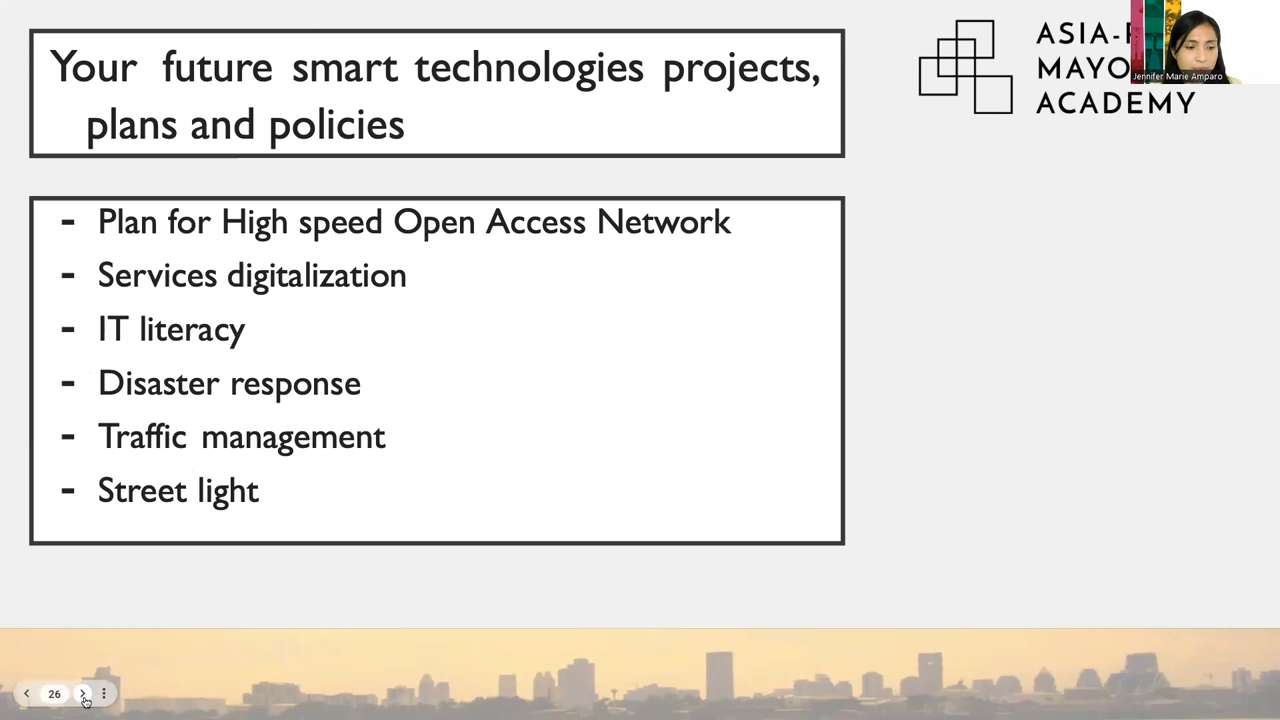 Your future smart technologies projects,
plans and policies
ASIA-
MAYO
ACADEMY
Jennifer Marie Amparo
- Plan for High speed Open Access Network
- Services digitalization
- IT literacy
- Disaster response
- Traffic management
- Street light
26